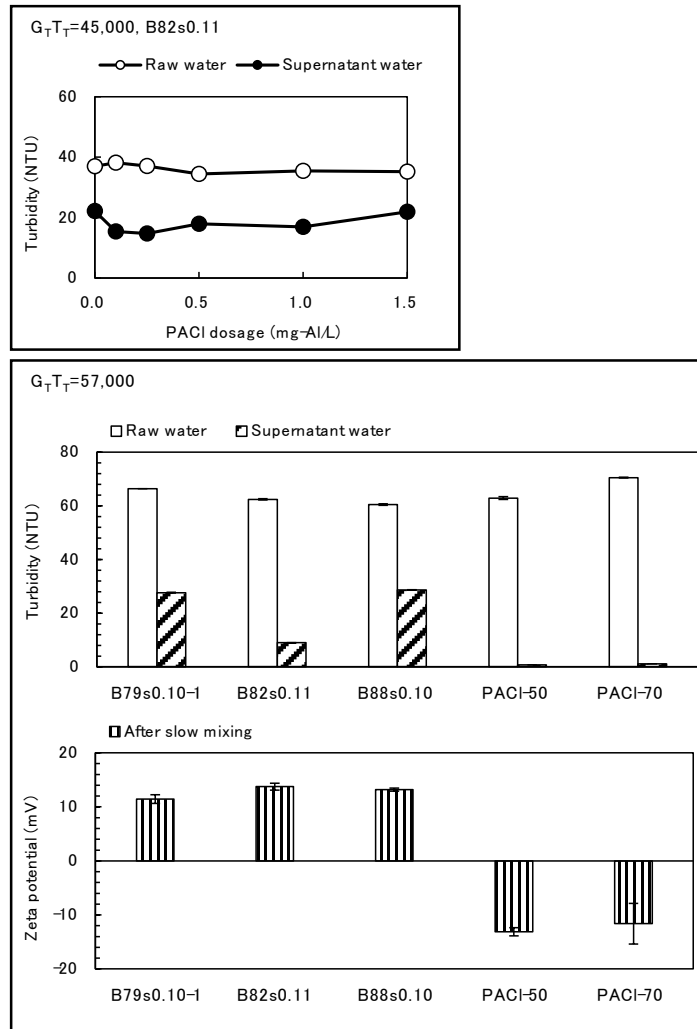 G_TT_T=45,000, B82s0.11
Raw water Supernatant water
60
40
20
0
Turbidity (NTU)
0.0 0.5 1.0 1.5
PACl dosage (mg-Al/L)
G_TT_T=57,000
Raw water Supernatant water
80
60
40
20
0
Turbidity (NTU)
B79s0.10-1 B82s0.11 B88s0.10 PACl-50 PACl-70
After slow mixing
20
10
0
-10
-20
Zeta potential (mV)
B79s0.10-1 B82s0.11 B88s0.10 PACl-50 PACl-70